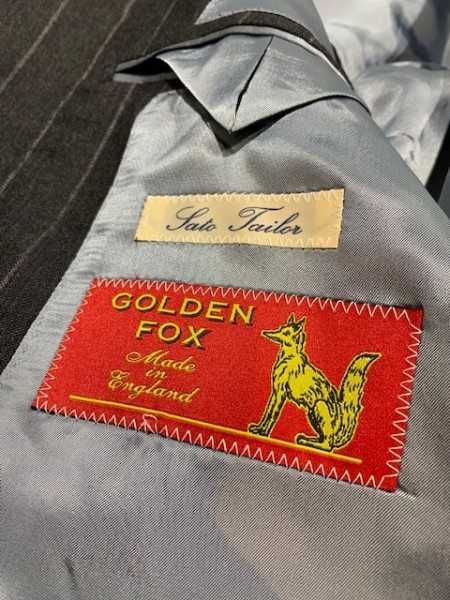 Sato Tailor
GOLDEN
FOX
Made
in
England